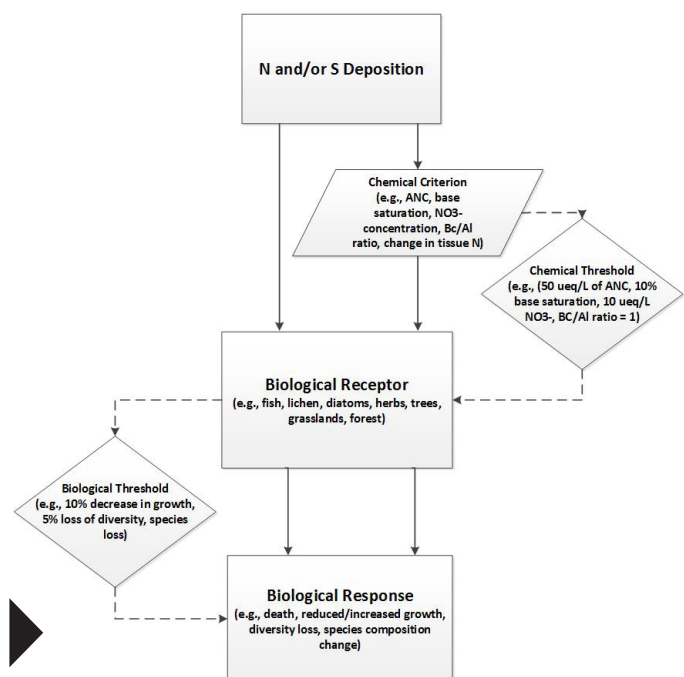 N and/or S Deposition
Chemical Criterion
(e.g., ANC, base
saturation, NO3-
concentration, Bc/Al
ratio, change in tissue N)
Chemical Threshold
(e.g., (50 ueq/L of ANC, 10%
base saturation, 10 ueq/L
NO3-, BC/Al ratio = 1)
Biological Receptor
(e.g., fish, lichen, diatoms, herbs, trees,
grasslands, forest)
Biological Threshold
(e.g., 10% decrease in growth,
5% loss of diversity, species
loss)
Biological Response
(e.g., death, reduced/increased growth,
diversity loss, species composition
change)